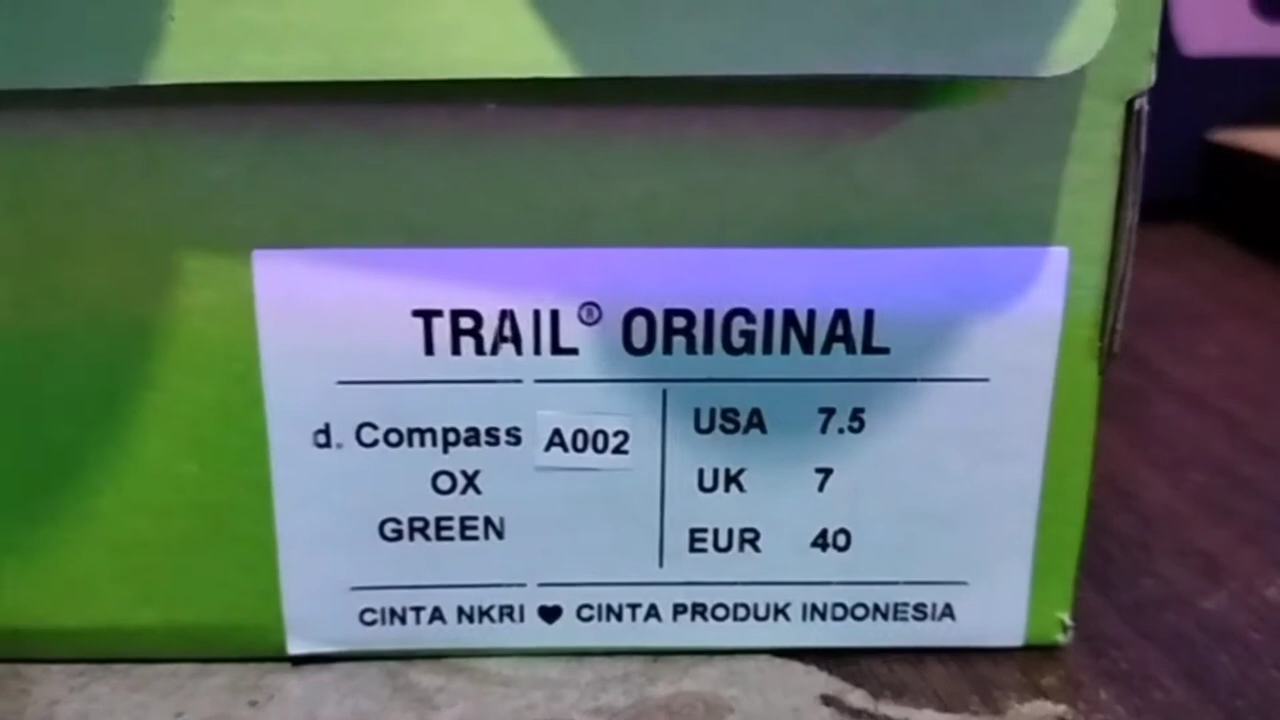 TRAIL® ORIGINAL
d. Compass A002
OX
GREEN
USA 7.5
UK 7
EUR 40
CINTA NKRI ♥ CINTA PRODUK INDONESIA